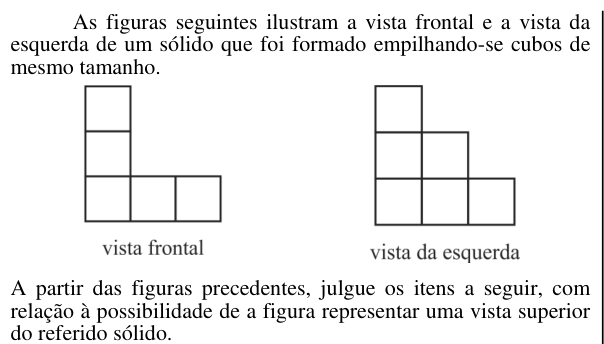 As figuras seguintes ilustram a vista frontal e a vista da
esquerda de um sólido que foi formado empilhando-se cubos de
mesmo tamanho.
vista frontal
vista da esquerda
A partir das figuras precedentes, julgue os itens a seguir, com
relação à possibilidade de a figura representar uma vista superior
do referido sólido.